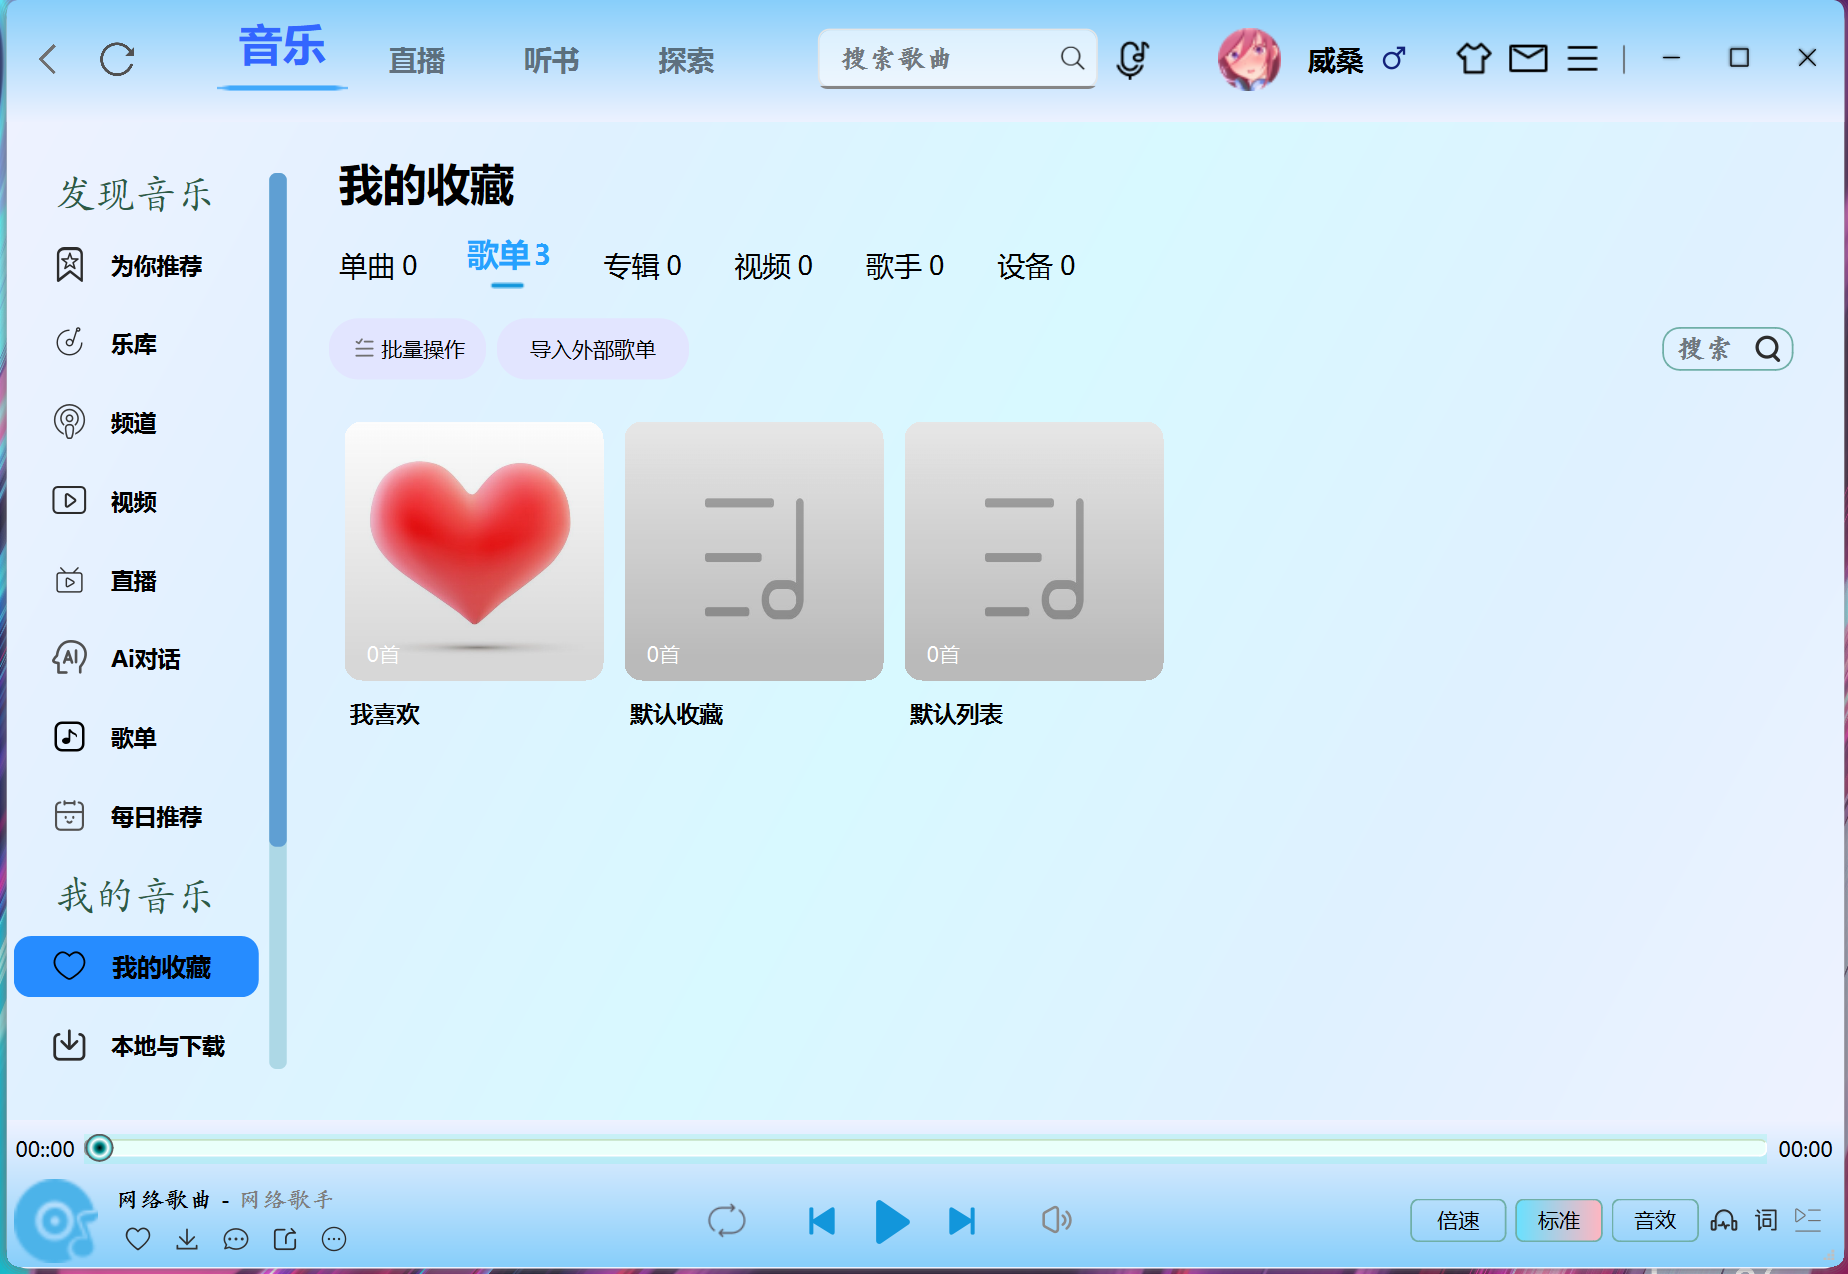 音乐 直播 听书 探索 搜索歌曲 威桑
发现音乐
为你推荐
乐库
频道
视频
直播
Ai对话
歌单
每日推荐
我的音乐
我的收藏
本地与下载
我的收藏
单曲 0 歌单 3 专辑 0 视频 0 歌手 0 设备 0
批量操作 导入外部歌单 搜索
0首 0首 0首
我喜欢 默认收藏 默认列表
00::00 00:00
网络歌曲 - 网络歌手
倍速 标准 音效 词